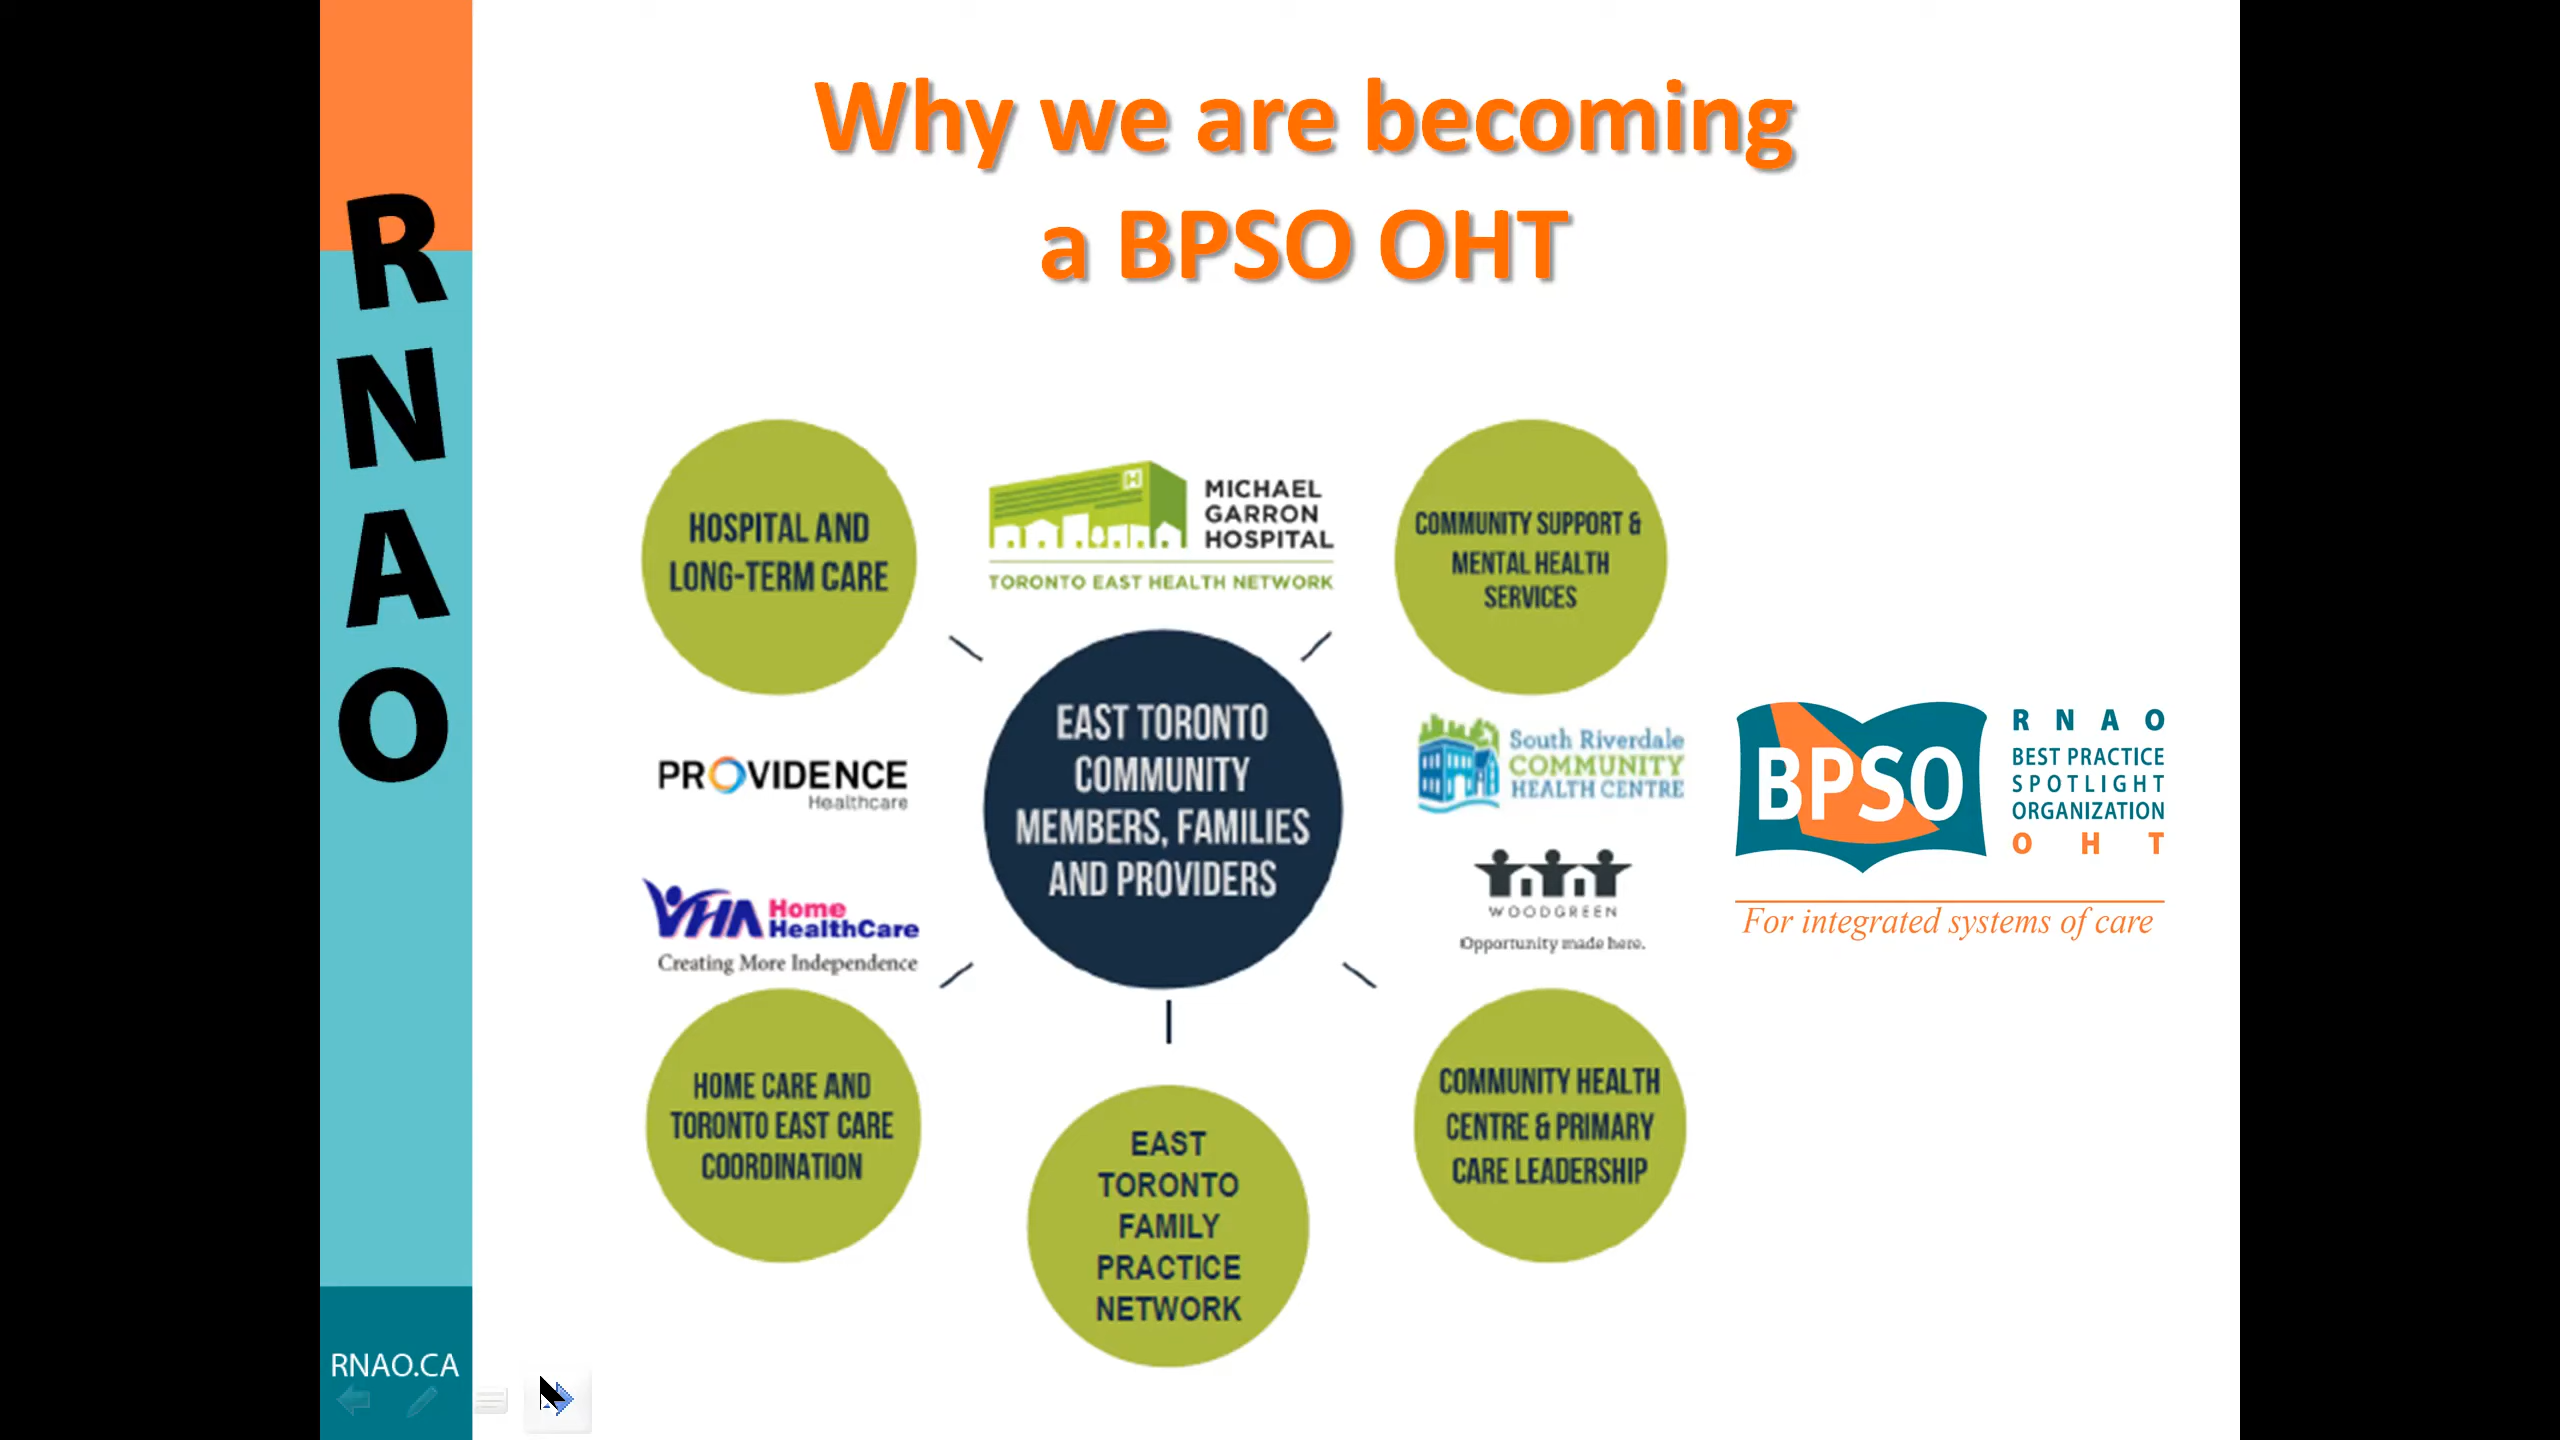 Why we are becoming
a BPSO OHT
R
N
A
O
RNAO.CA
HOSPITAL AND
LONG-TERM CARE
H
MICHAEL
GARRON
HOSPITAL
TORONTO EAST HEALTH NETWORK
COMMUNITY SUPPORT &
MENTAL HEALTH
SERVICES
PROVIDENCE
Healthcare
VHA Home
HealthCare
Creating More Independence
EAST TORONTO
COMMUNITY
MEMBERS, FAMILIES
AND PROVIDERS
South Riverdale
COMMUNITY
HEALTH CENTRE
WOODGREEN
Opportunity made here.
BPSO
RNAO
BEST PRACTICE
SPOTLIGHT
ORGANIZATION
OHT
For integrated systems of care
HOME CARE AND
TORONTO EAST CARE
COORDINATION
EAST
TORONTO
FAMILY
PRACTICE
NETWORK
COMMUNITY HEALTH
CENTRE & PRIMARY
CARE LEADERSHIP